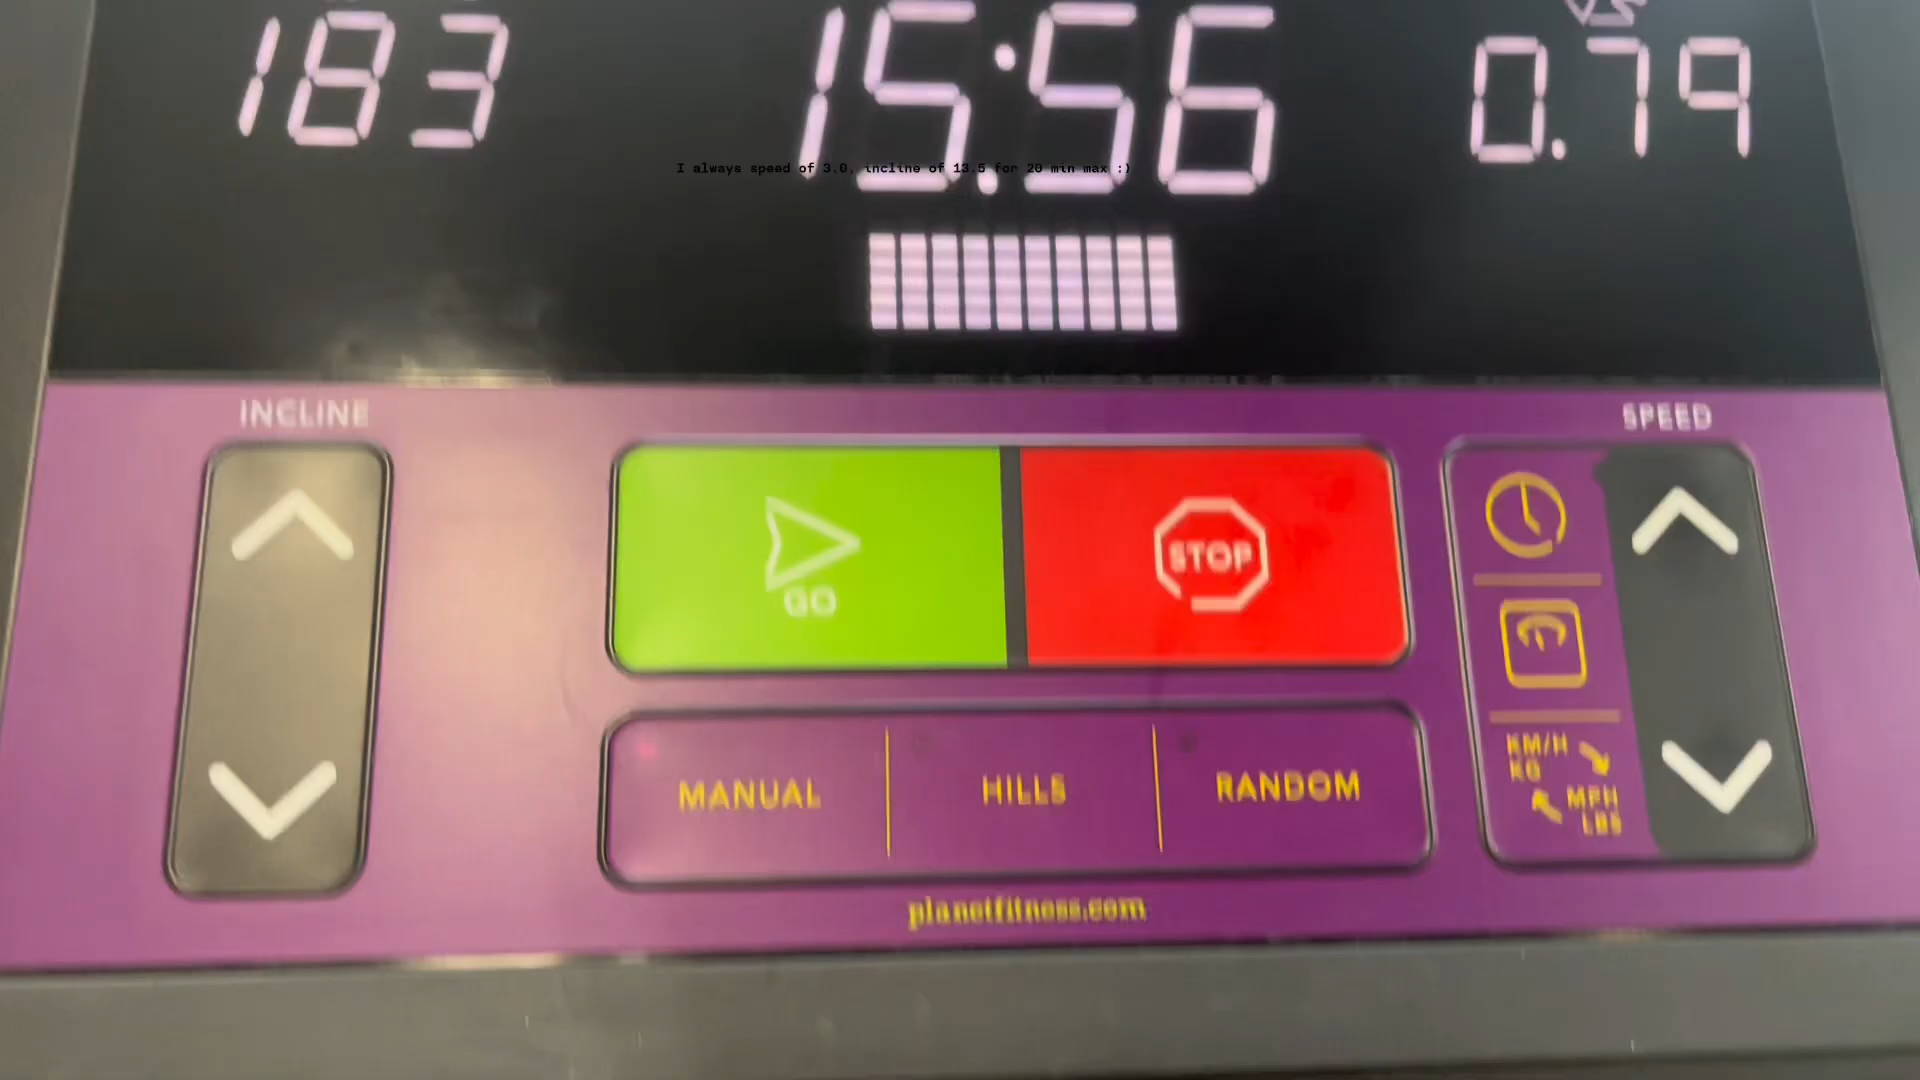 183 15:56 0.79
I always speed of 3.0, incline of 13.5 for 20 min max :)
INCLINE
SPEED
GO
STOP
MANUAL
HILLS
RANDOM
KM/H
KG
MPH
LBS
planetfitness.com